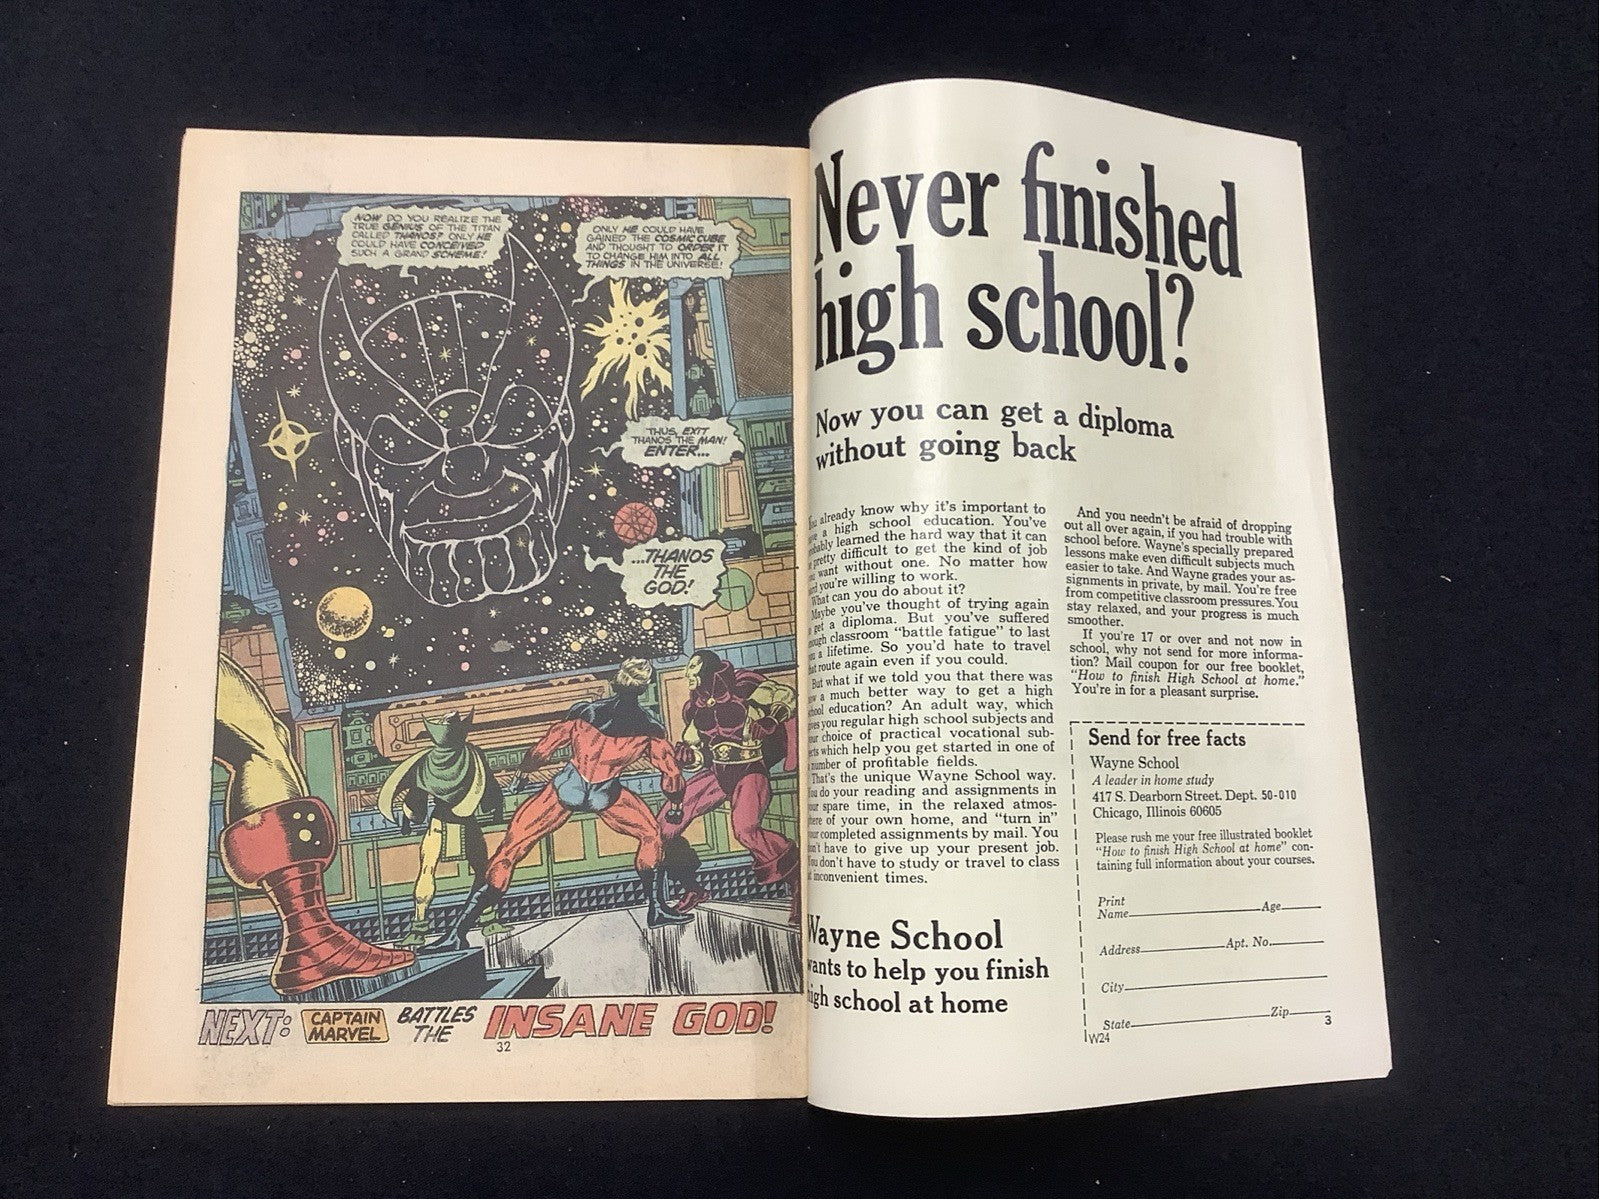 NOW DO YOU REALIZE THE
TRUE GENIUS OF THE TITAN
CALLED THANOS? ONLY HE
COULD HAVE CONCEIVED
SUCH A GRAND SCHEME!
ONLY HE COULD HAVE
GAINED THE COSMIC CUBE
AND THOUGHT TO ORDER IT
TO CHANGE HIM INTO ALL
THINGS IN THE UNIVERSE!
THUS, EXIT
THANOS THE MAN!
ENTER...
...THANOS
THE
GOD!
NEXT: CAPTAIN MARVEL BATTLES THE INSANE GOD!
32
Never finished
high school?
Now you can get a diploma
without going back
already know why it's important to
a high school education. You've
learned the hard way that it can
pretty difficult to get the kind of job
want without one. No matter how
you're willing to work.
What can you do about it?
Maybe you've thought of trying again
get a diploma. But you've suffered
classroom "battle fatigue" to last
a lifetime. So you'd hate to travel
route again even if you could.
But what if we told you that there was
a much better way to get a high
education? An adult way, which
you regular high school subjects and
choice of practical vocational sub-
which help you get started in one of
number of profitable fields.
That's the unique Wayne School way.
do your reading and assignments in
spare time, in the relaxed atmos-
of your own home, and "turn in"
completed assignments by mail. You
have to give up your present job.
don't have to study or travel to class
inconvenient times.
Wayne School
wants to help you finish
high school at home
And you needn't be afraid of dropping
out all over again, if you had trouble with
school before. Wayne's specially prepared
lessons make even difficult subjects much
easier to take. And Wayne grades your as-
signments in private, by mail. You're free
from competitive classroom pressures. You
stay relaxed, and your progress is much
smoother.
If you're 17 or over and not now in
school, why not send for more informa-
tion? Mail coupon for our free booklet,
"How to finish High School at home."
You're in for a pleasant surprise.
Send for free facts
Wayne School
A leader in home study
417 S. Dearborn Street. Dept. 50-010
Chicago, Illinois 60605
Please rush me your free illustrated booklet
"How to finish High School at home" con-
taining full information about your courses.
Print
Name Age
Address Apt. No.
City
State Zip
W24
3